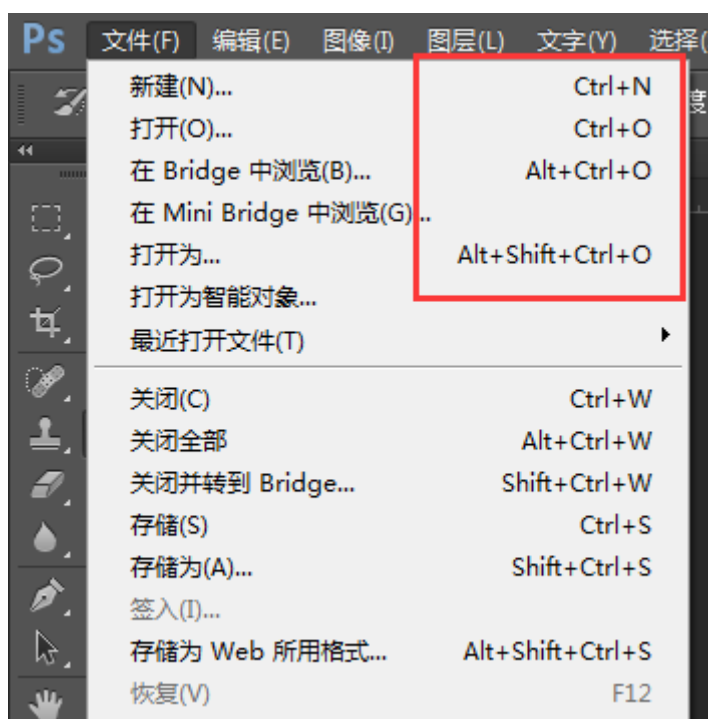 Ps 文件(F) 编辑(E) 图像(I) 图层(L) 文字(Y) 选择(
新建(N)... Ctrl+N
度
打开(O)... Ctrl+O
在 Bridge 中浏览(B)... Alt+Ctrl+O
在 Mini Bridge 中浏览(G)...
打开为... Alt+Shift+Ctrl+O
打开为智能对象...
最近打开文件(T)
关闭(C) Ctrl+W
关闭全部 Alt+Ctrl+W
关闭并转到 Bridge... Shift+Ctrl+W
存储(S) Ctrl+S
存储为(A)... Shift+Ctrl+S
签入(I)...
存储为 Web 所用格式... Alt+Shift+Ctrl+S
恢复(V) F12